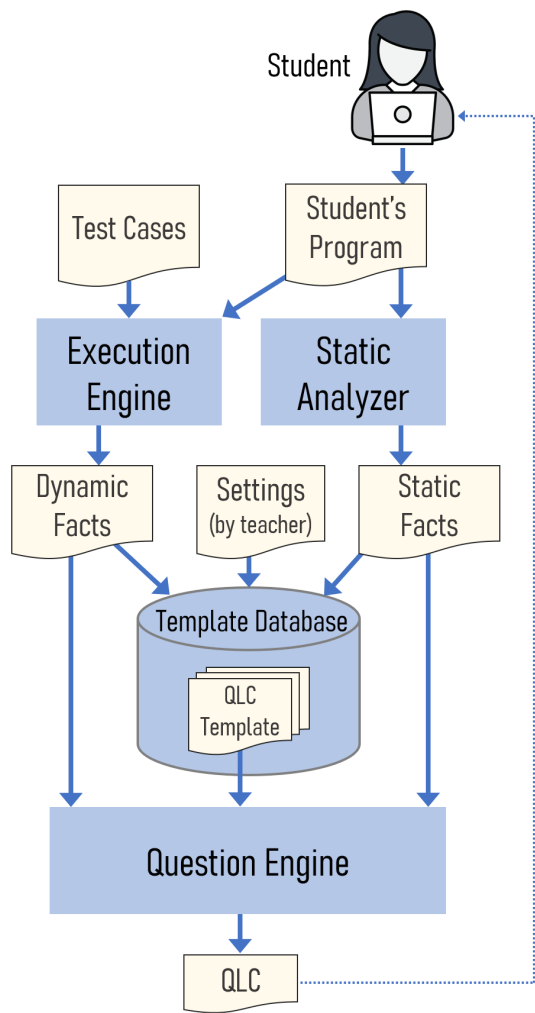 Student
Test Cases
Student's
Program
Execution
Engine
Static
Analyzer
Dynamic
Facts
Settings
(by teacher)
Static
Facts
Template Database
QLC
Template
Question Engine
QLC